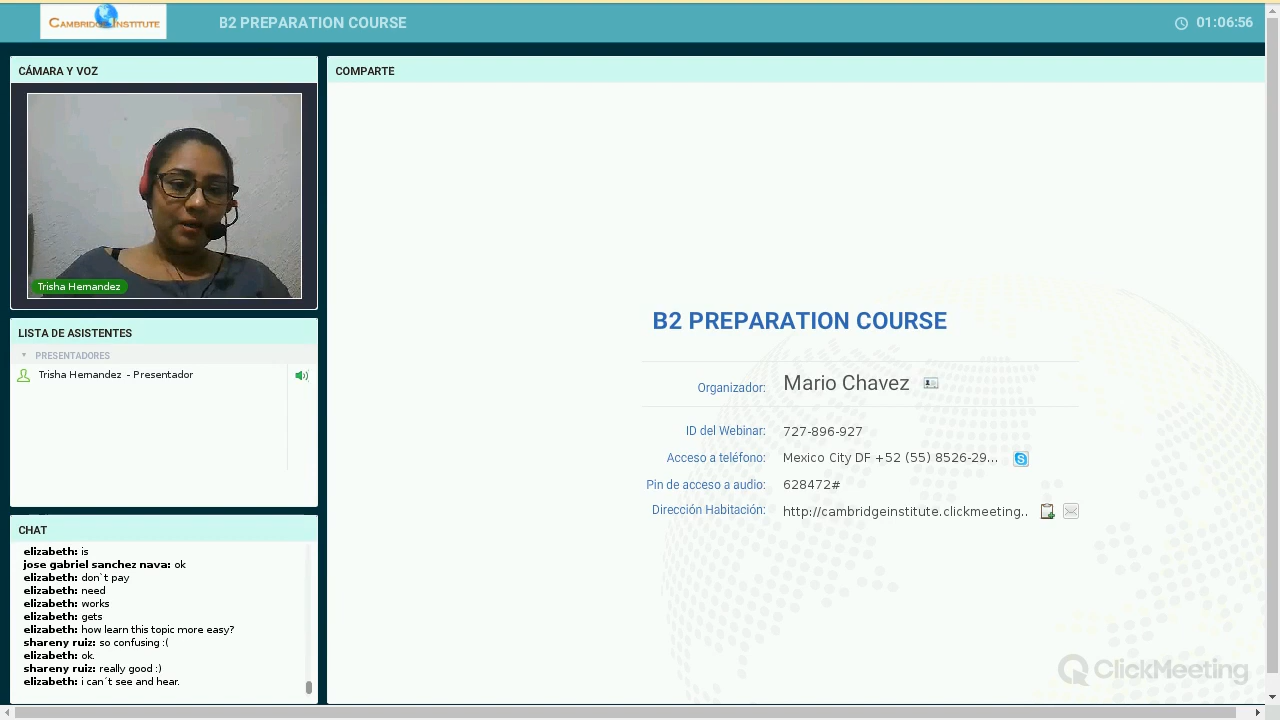 CAMBRIDGE INSTITUTE
B2 PREPARATION COURSE
01:06:56
CÁMARA Y VOZ
Trisha Hernandez
LISTA DE ASISTENTES
PRESENTADORES
Trisha Hernandez - Presentador
CHAT
elizabeth: is
jose gabriel sanchez nava: ok
elizabeth: don`t pay
elizabeth: need
elizabeth: works
elizabeth: gets
elizabeth: how learn this topic more easy?
shareny ruiz: so confusing :(
elizabeth: ok.
shareny ruiz: really good :)
elizabeth: i can´t see and hear.
COMPARTE
B2 PREPARATION COURSE
Organizador: Mario Chavez
ID del Webinar: 727-896-927
Acceso a teléfono: Mexico City DF +52 (55) 8526-29...
Pin de acceso a audio: 628472#
Dirección Habitación: http://cambridgeinstitute.clickmeeting..
ClickMeeting